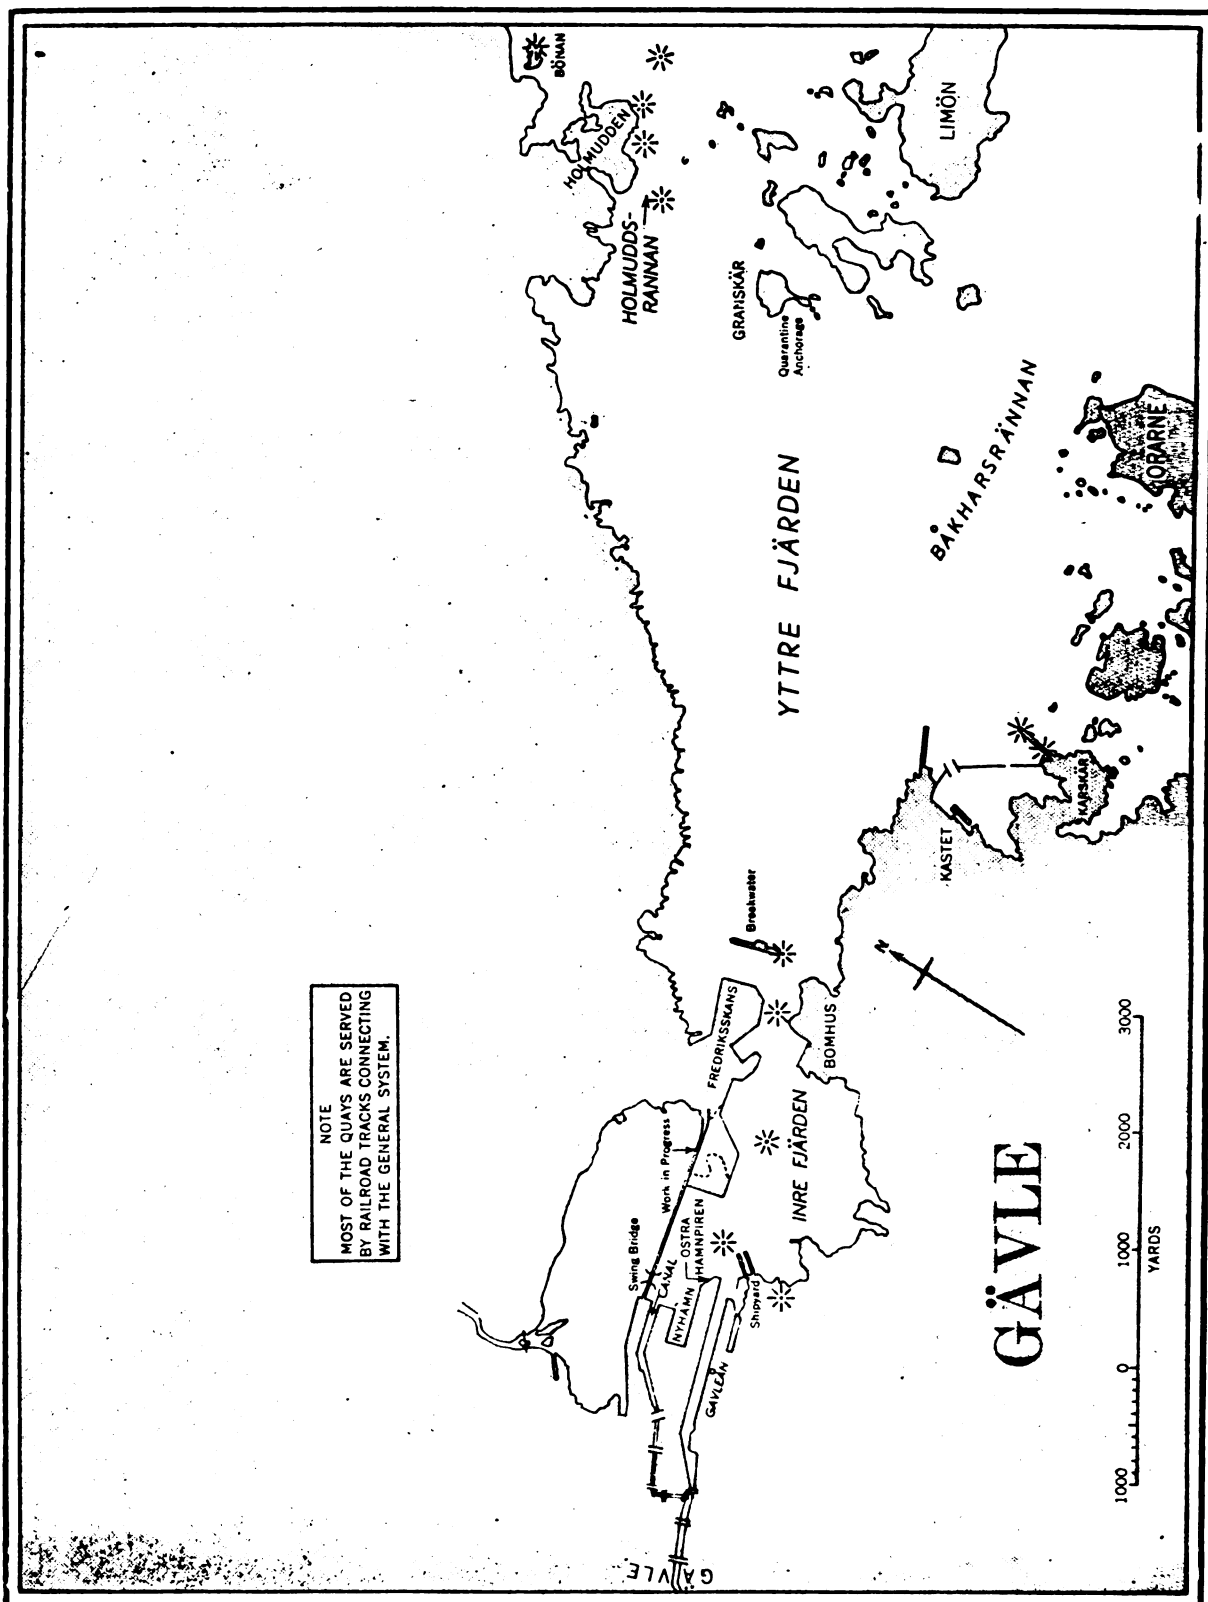 NOTE
MOST OF THE QUAYS ARE SERVED
BY RAILROAD TRACKS CONNECTING
WITH THE GENERAL SYSTEM.
BÖNAN
HOLMUDDEN
HOLMUDDS-
RANNAN
LIMÖN
GRANSKÄR
Quarantine
Anchorage
ORARNE
BÅKHARSRÄNNAN
YTTRE FJÄRDEN
KARSKÄR
KASTET
Breakwater
N
FREDRIKSSKANS
BOMHUS
Work in Progress
INRE FJÄRDEN
Swing Bridge
CANAL
OSTRA
HAMNPIREN
NYHAMN
Shipyard
GAVLEÅN
GÄVLE
GÄVLE
1000
0
1000
2000
3000
YARDS